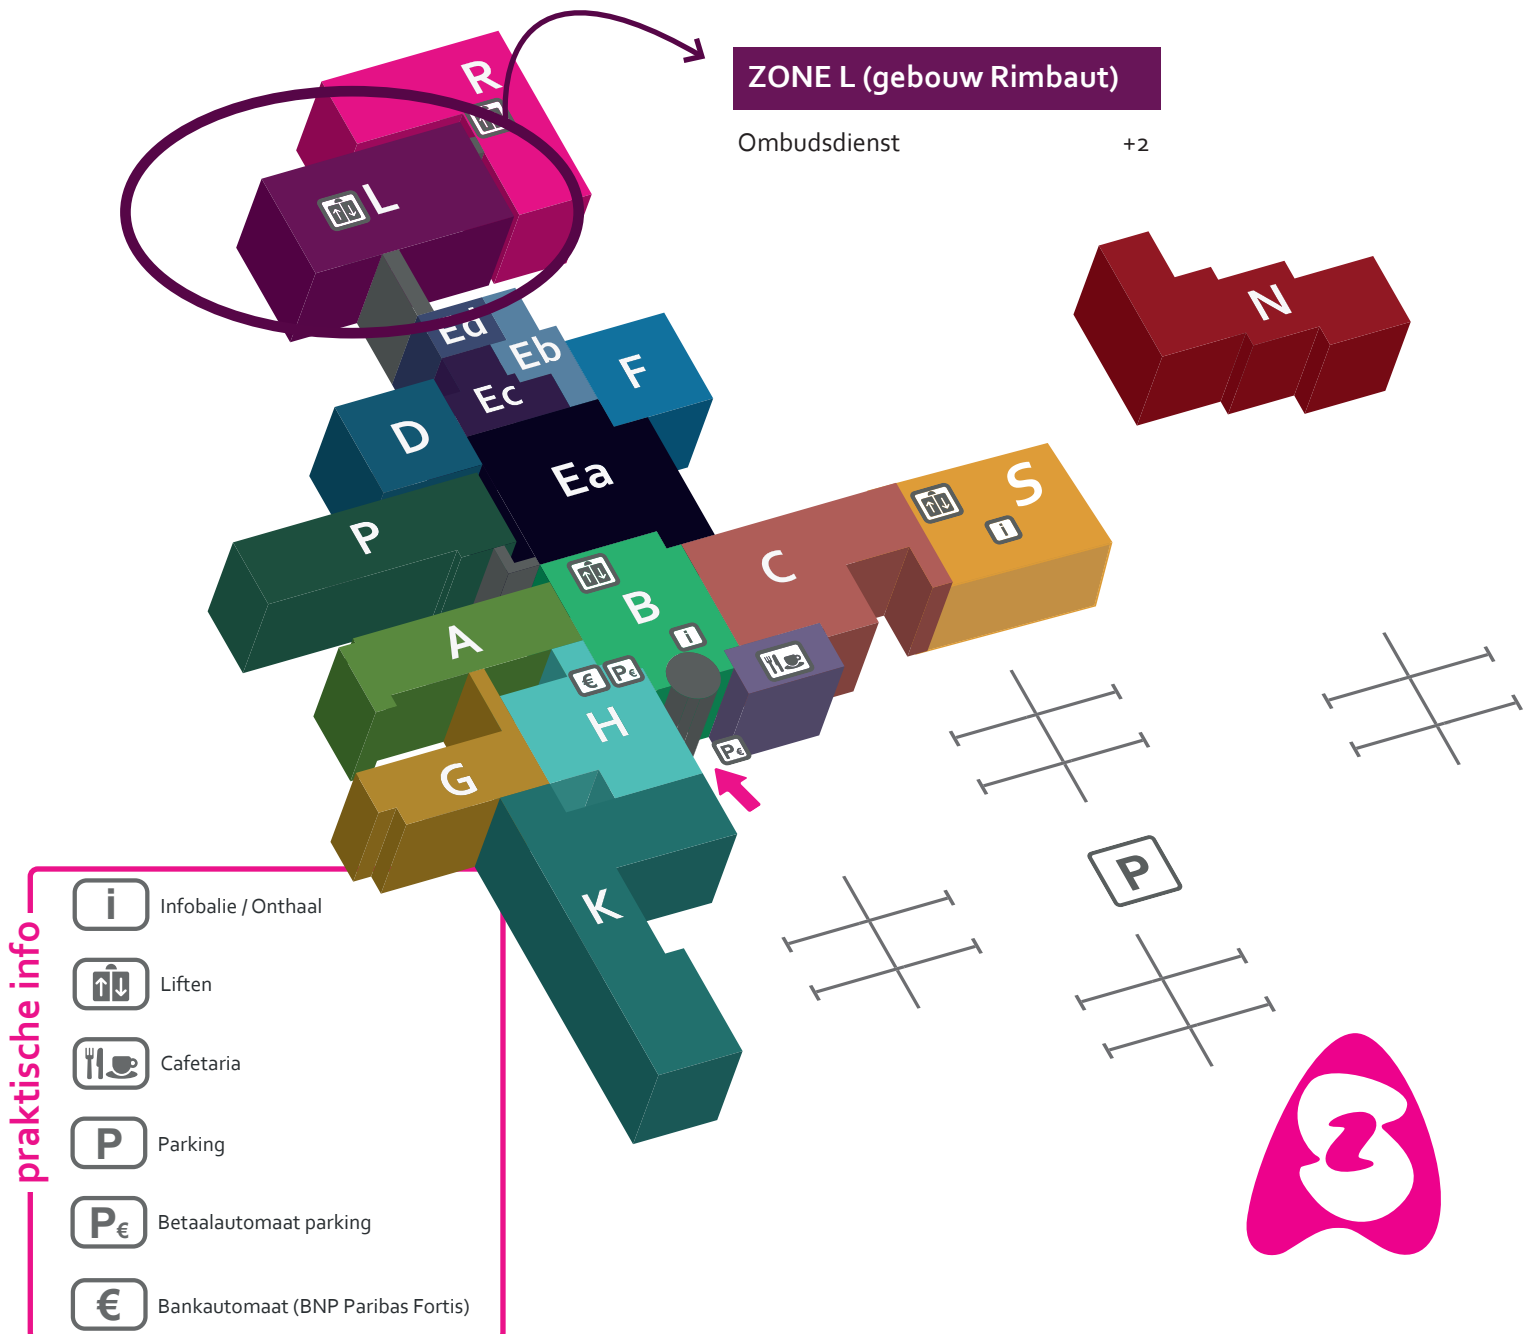 ZONE L (gebouw Rimbaut)
Ombudsdienst +2
R
L
N
Ed
Eb
F
Ec
D
Ea
S
i
P
C
B
i
A
€ P€
H
P€
G
P
K
praktische info
i Infobalie / Onthaal
Liften
Cafetaria
P Parking
P€ Betaalautomaat parking
€ Bankautomaat (BNP Paribas Fortis)